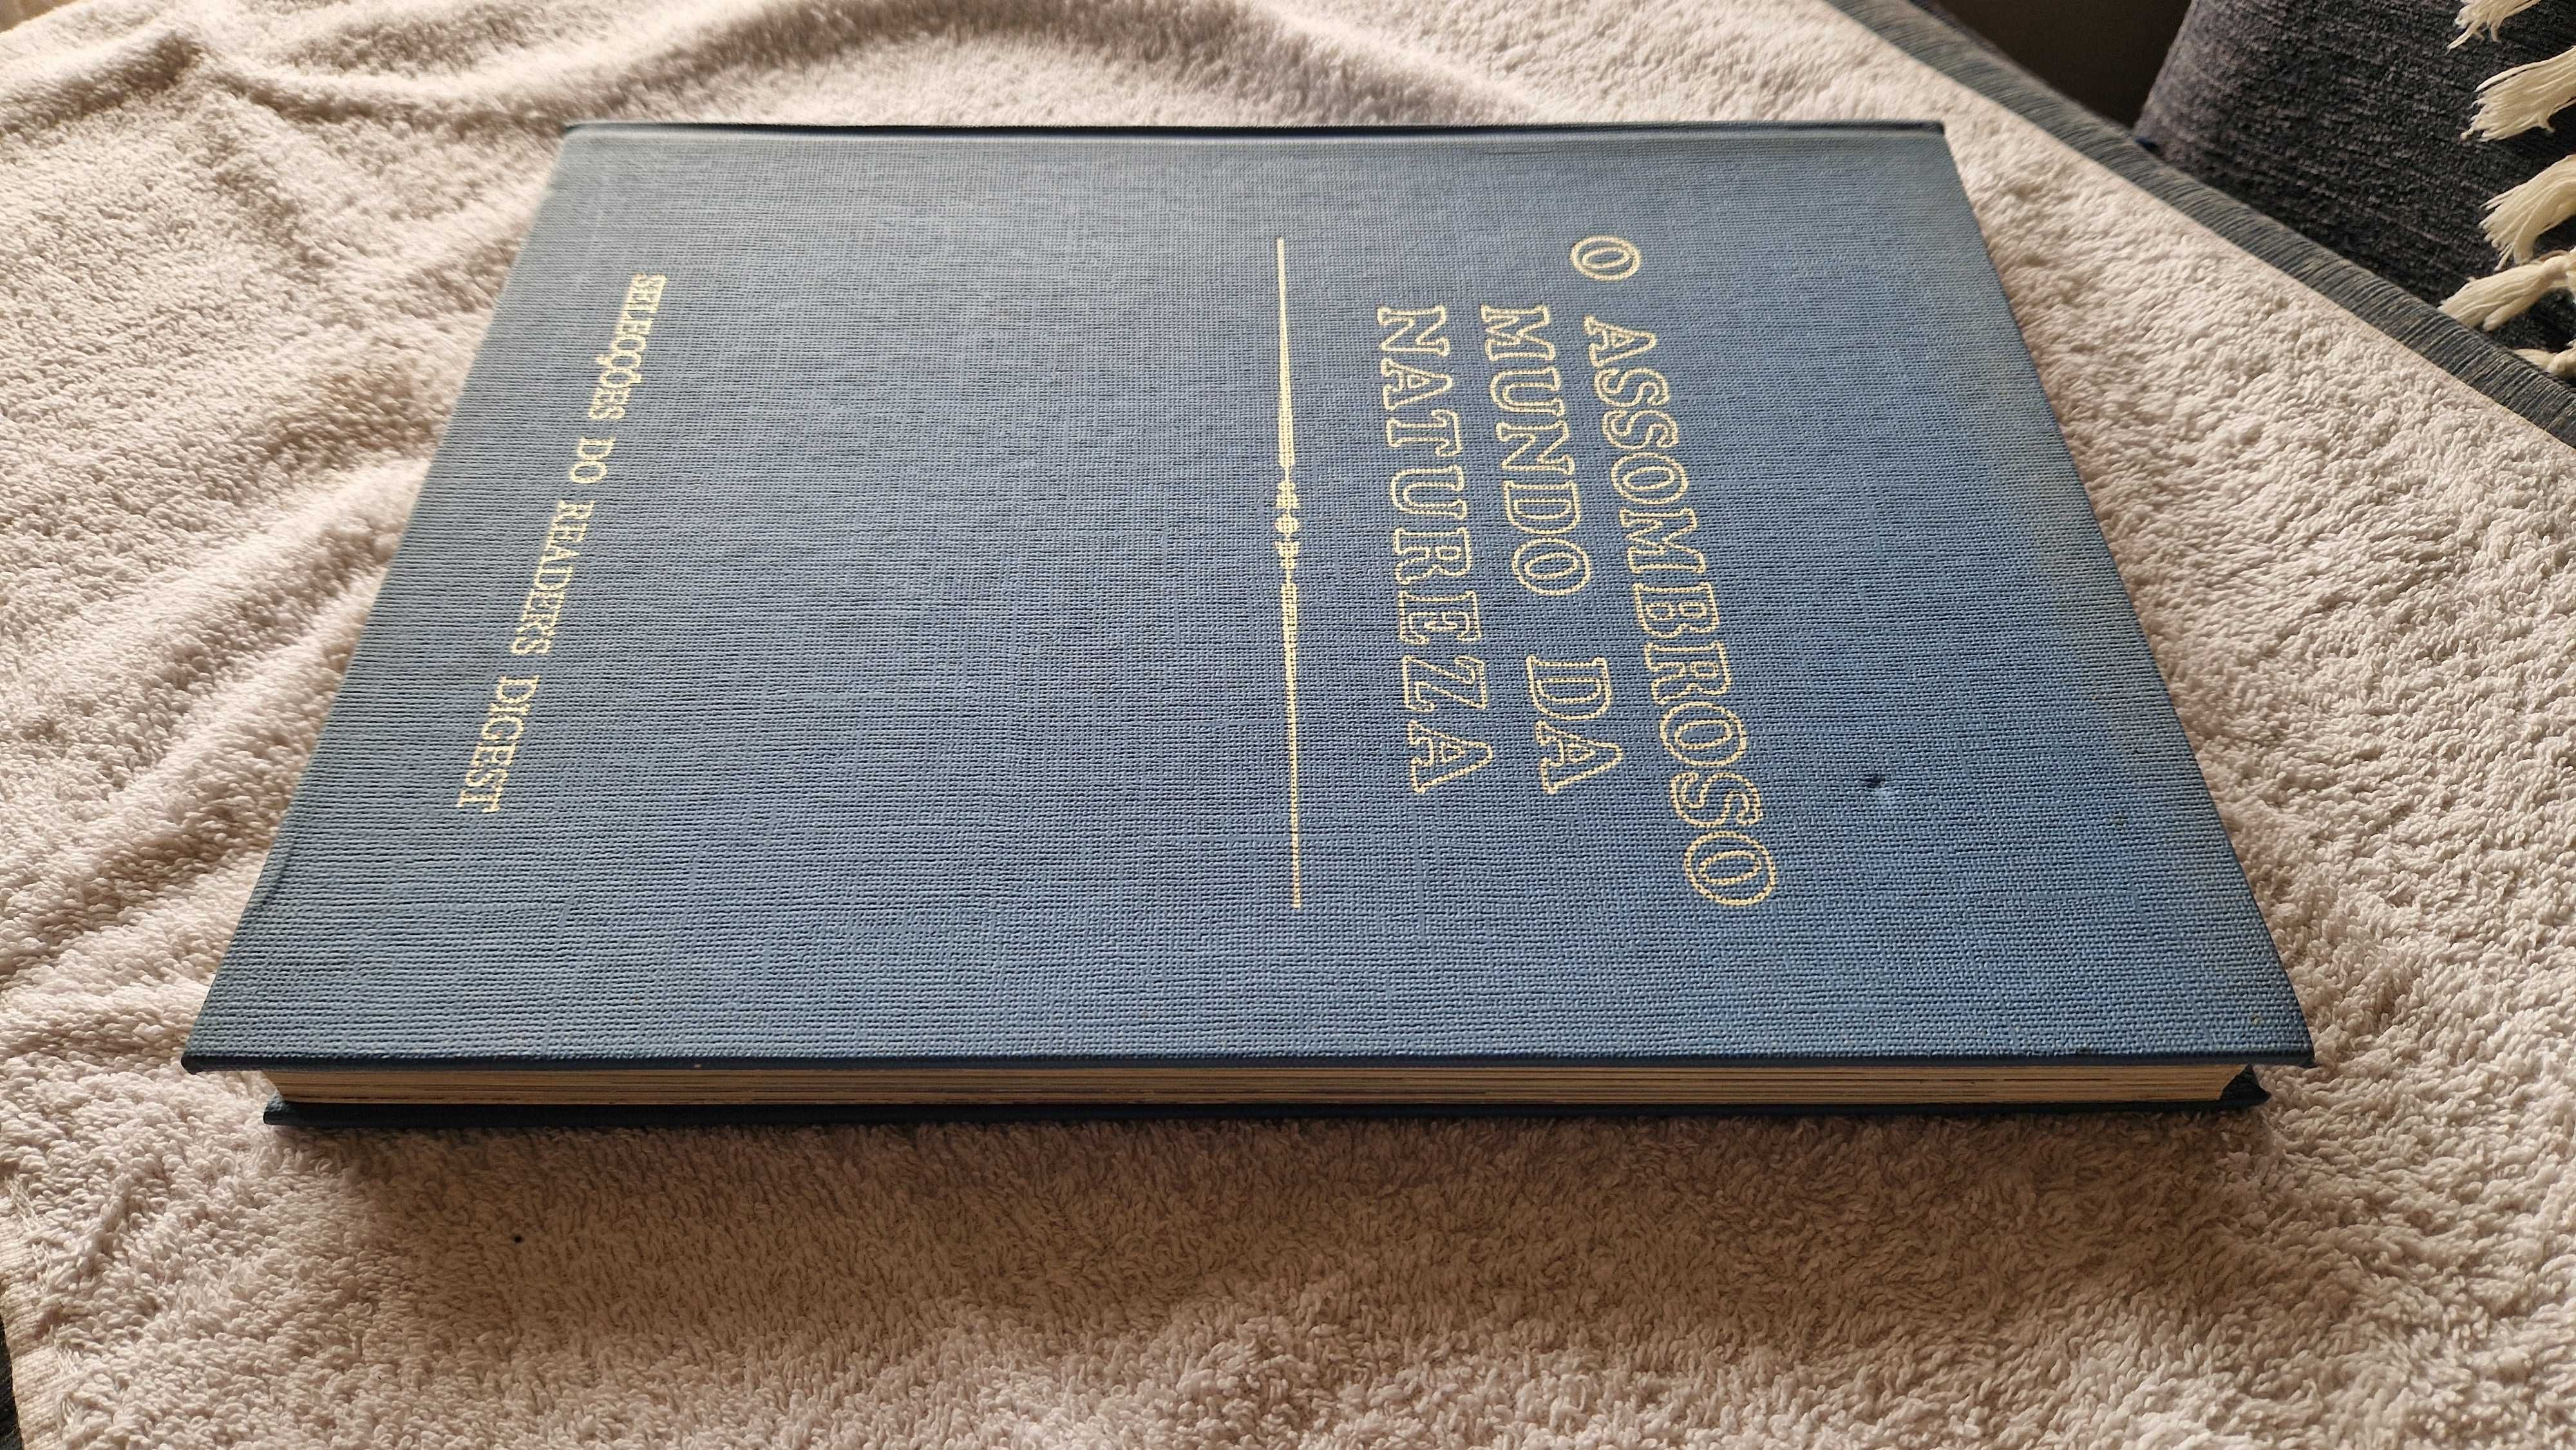 O ASSOMBROSO
MUNDO DA
NATUREZA
SELECÇÕES DO READER'S DIGEST